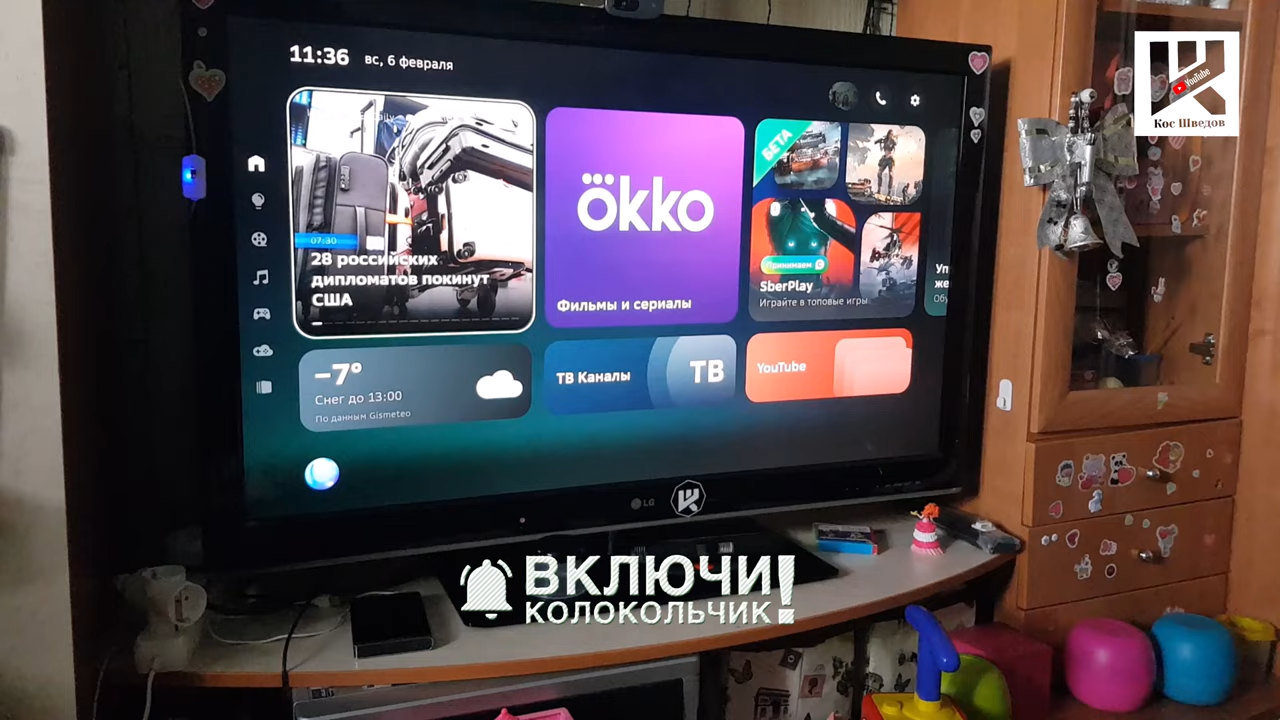 11:36 вс, 6 февраля
07:30
28 российских
дипломатов покинут
США
okko
Фильмы и сериалы
БЕТА
Принимаем
SberPlay
Играйте в топовые игры
−7°
Снег до 13:00
По данным Gismeteo
ТВ Каналы
ТВ
YouTube
LG
YouTube
Кос Шведов
ВКЛЮЧИ
КОЛОКОЛЬЧИК!